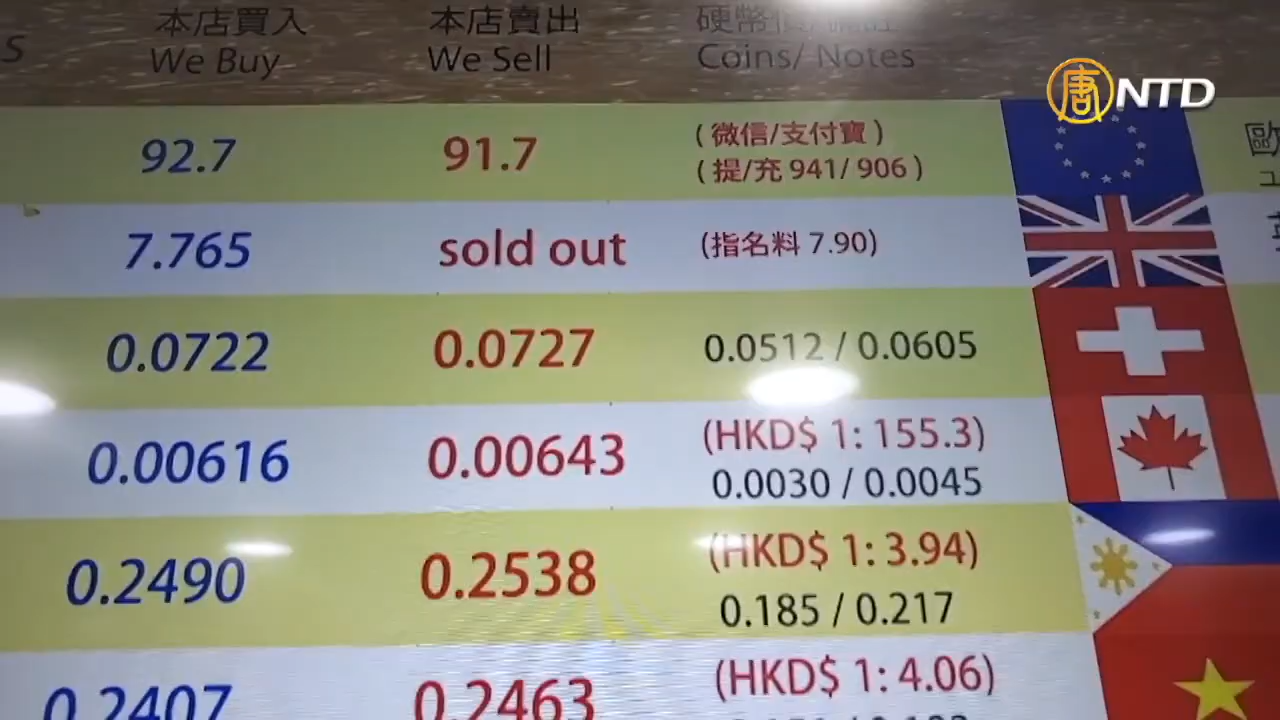 S 本店買入 本店賣出
We Buy We Sell Coins/ Notes
NTD
92.7 91.7 (微信/支付寶)
(提/充 941/ 906) 歐
7.765 sold out (指名料 7.90)
0.0722 0.0727 0.0512 / 0.0605
0.00616 0.00643 (HKD$ 1: 155.3)
0.0030 / 0.0045
0.2490 0.2538 (HKD$ 1: 3.94)
0.185 / 0.217
0.2407 0.2463 (HKD$ 1: 4.06)